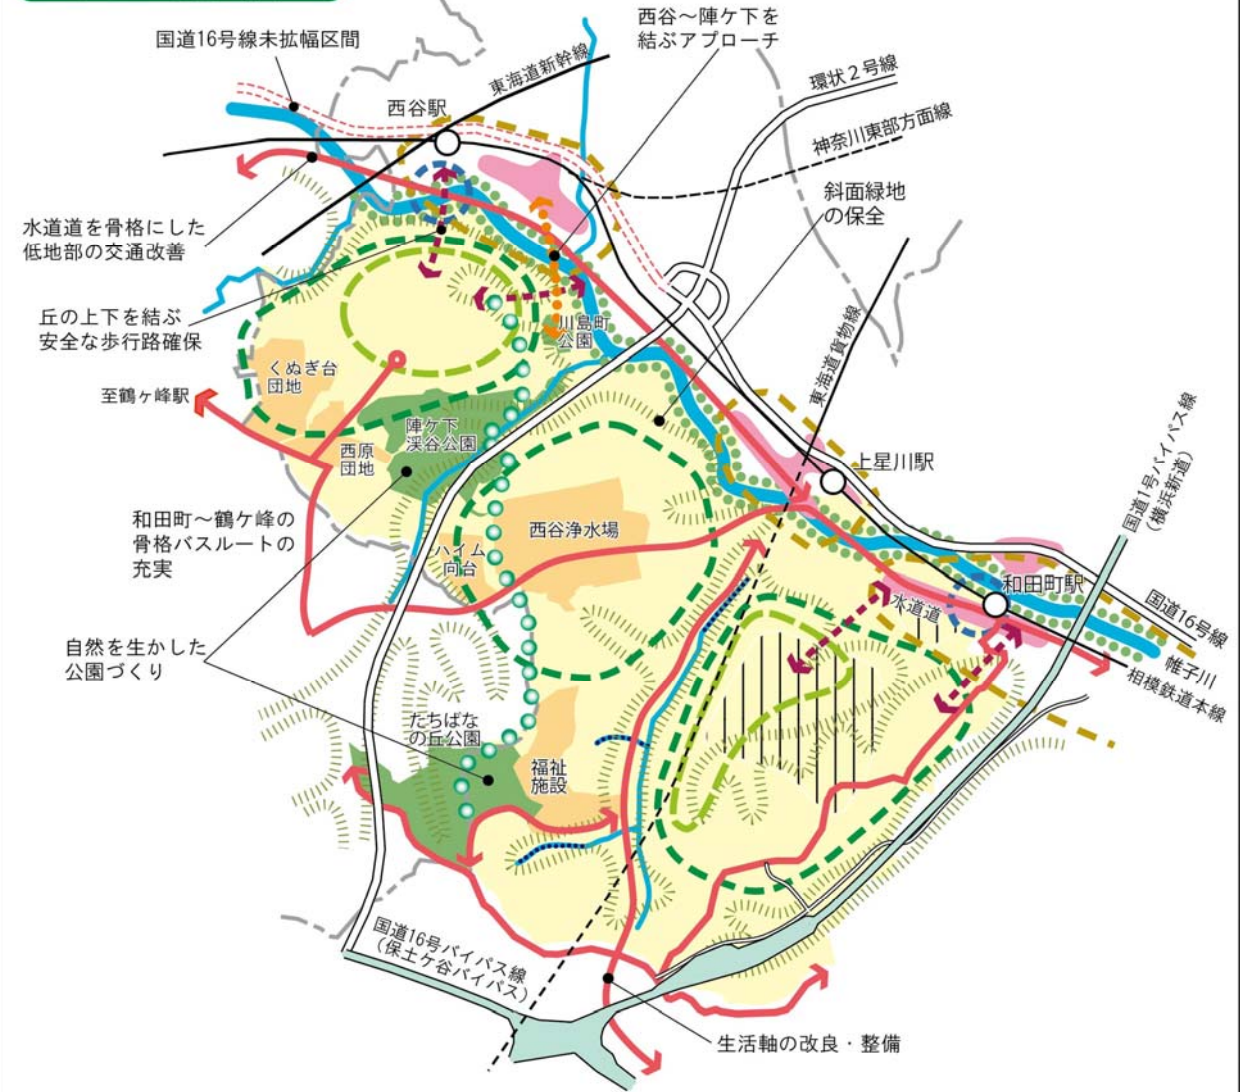 国道16号線未拡幅区間
西谷~陣ケ下を
結ぶアプローチ
東海道新幹線
環状2号線
西谷駅
神奈川東部方面線
斜面緑地
の保全
水道道を骨格にした
低地部の交通改善
丘の上下を結ぶ
安全な歩行路確保
川島町
公園
東海道貨物線
くぬぎ台
団地
至鶴ヶ峰駅
国道1号バイパス線
(横浜新道)
陣ケ下
渓谷公園
西原
団地
上星川駅
和田町~鶴ケ峰の
骨格バスルートの
充実
西谷浄水場
ハイム
向台
和田町駅
水道道
国道16号線
帷子川
相模鉄道本線
自然を生かした
公園づくり
たちばな
の丘公園
福祉
施設
国道16号バイパス線
(保土ケ谷バイパス)
生活軸の改良・整備